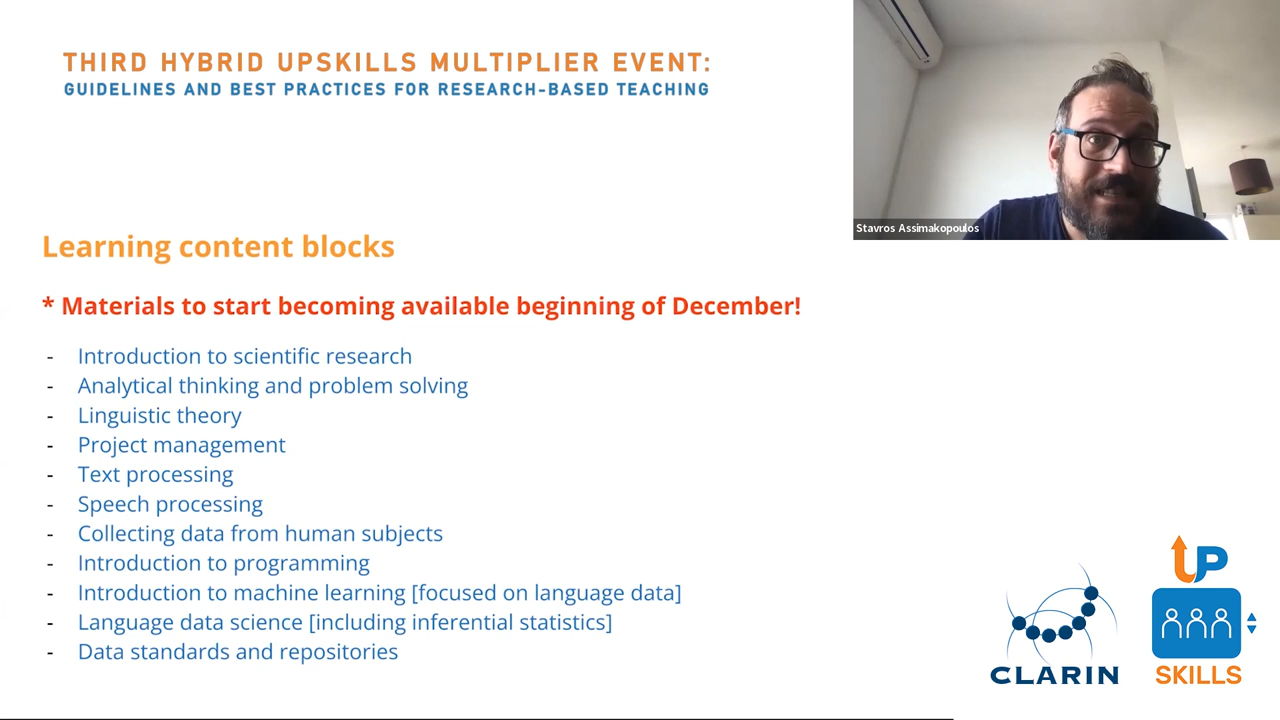 THIRD HYBRID UPSKILLS MULTIPLIER EVENT:
GUIDELINES AND BEST PRACTICES FOR RESEARCH-BASED TEACHING
Stavros Assimakopoulos
Learning content blocks
* Materials to start becoming available beginning of December!
- Introduction to scientific research
- Analytical thinking and problem solving
- Linguistic theory
- Project management
- Text processing
- Speech processing
- Collecting data from human subjects
- Introduction to programming
- Introduction to machine learning [focused on language data]
- Language data science [including inferential statistics]
- Data standards and repositories
CLARIN
UP
SKILLS